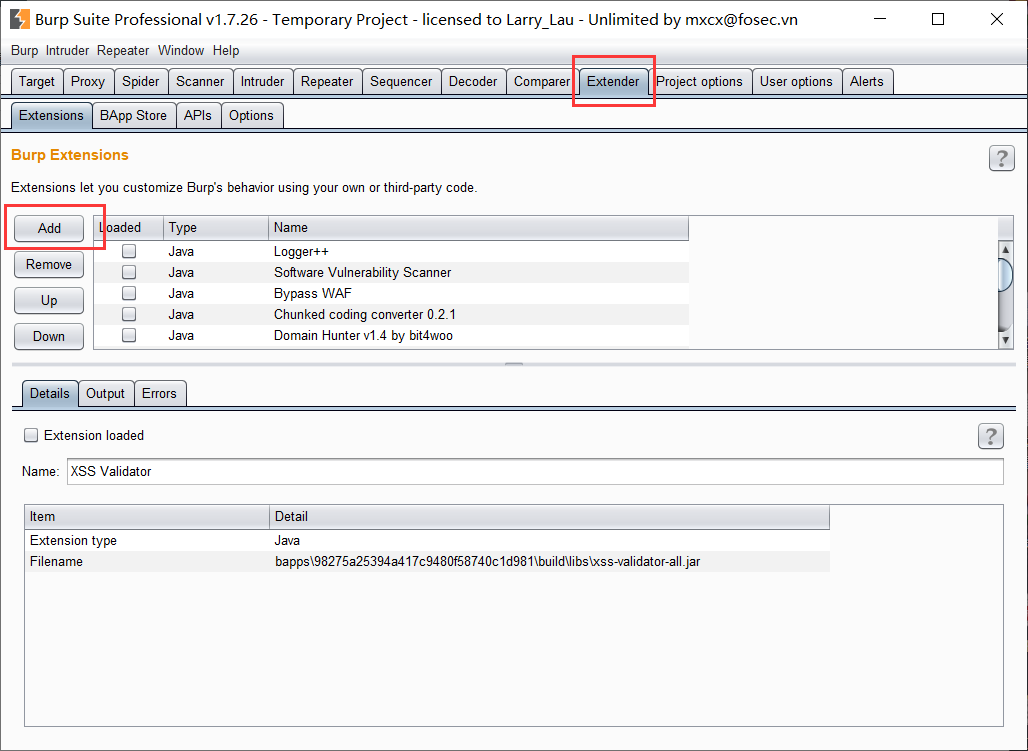 Burp Suite Professional v1.7.26 - Temporary Project - licensed to Larry_Lau - Unlimited by mxcx@fosec.vn
Burp Intruder Repeater Window Help
Target Proxy Spider Scanner Intruder Repeater Sequencer Decoder Comparer Extender Project options User options Alerts
Extensions BApp Store APIs Options
Burp Extensions
?
Extensions let you customize Burp's behavior using your own or third-party code.
Add Loaded Type Name
Java Logger++
Remove Java Software Vulnerability Scanner
Java Bypass WAF
Up Java Chunked coding converter 0.2.1
Down Java Domain Hunter v1.4 by bit4woo
Details Output Errors
Extension loaded
?
Name: XSS Validator
Item Detail
Extension type Java
Filename bapps\98275a25394a417c9480f58740c1d981\build\libs\xss-validator-all.jar